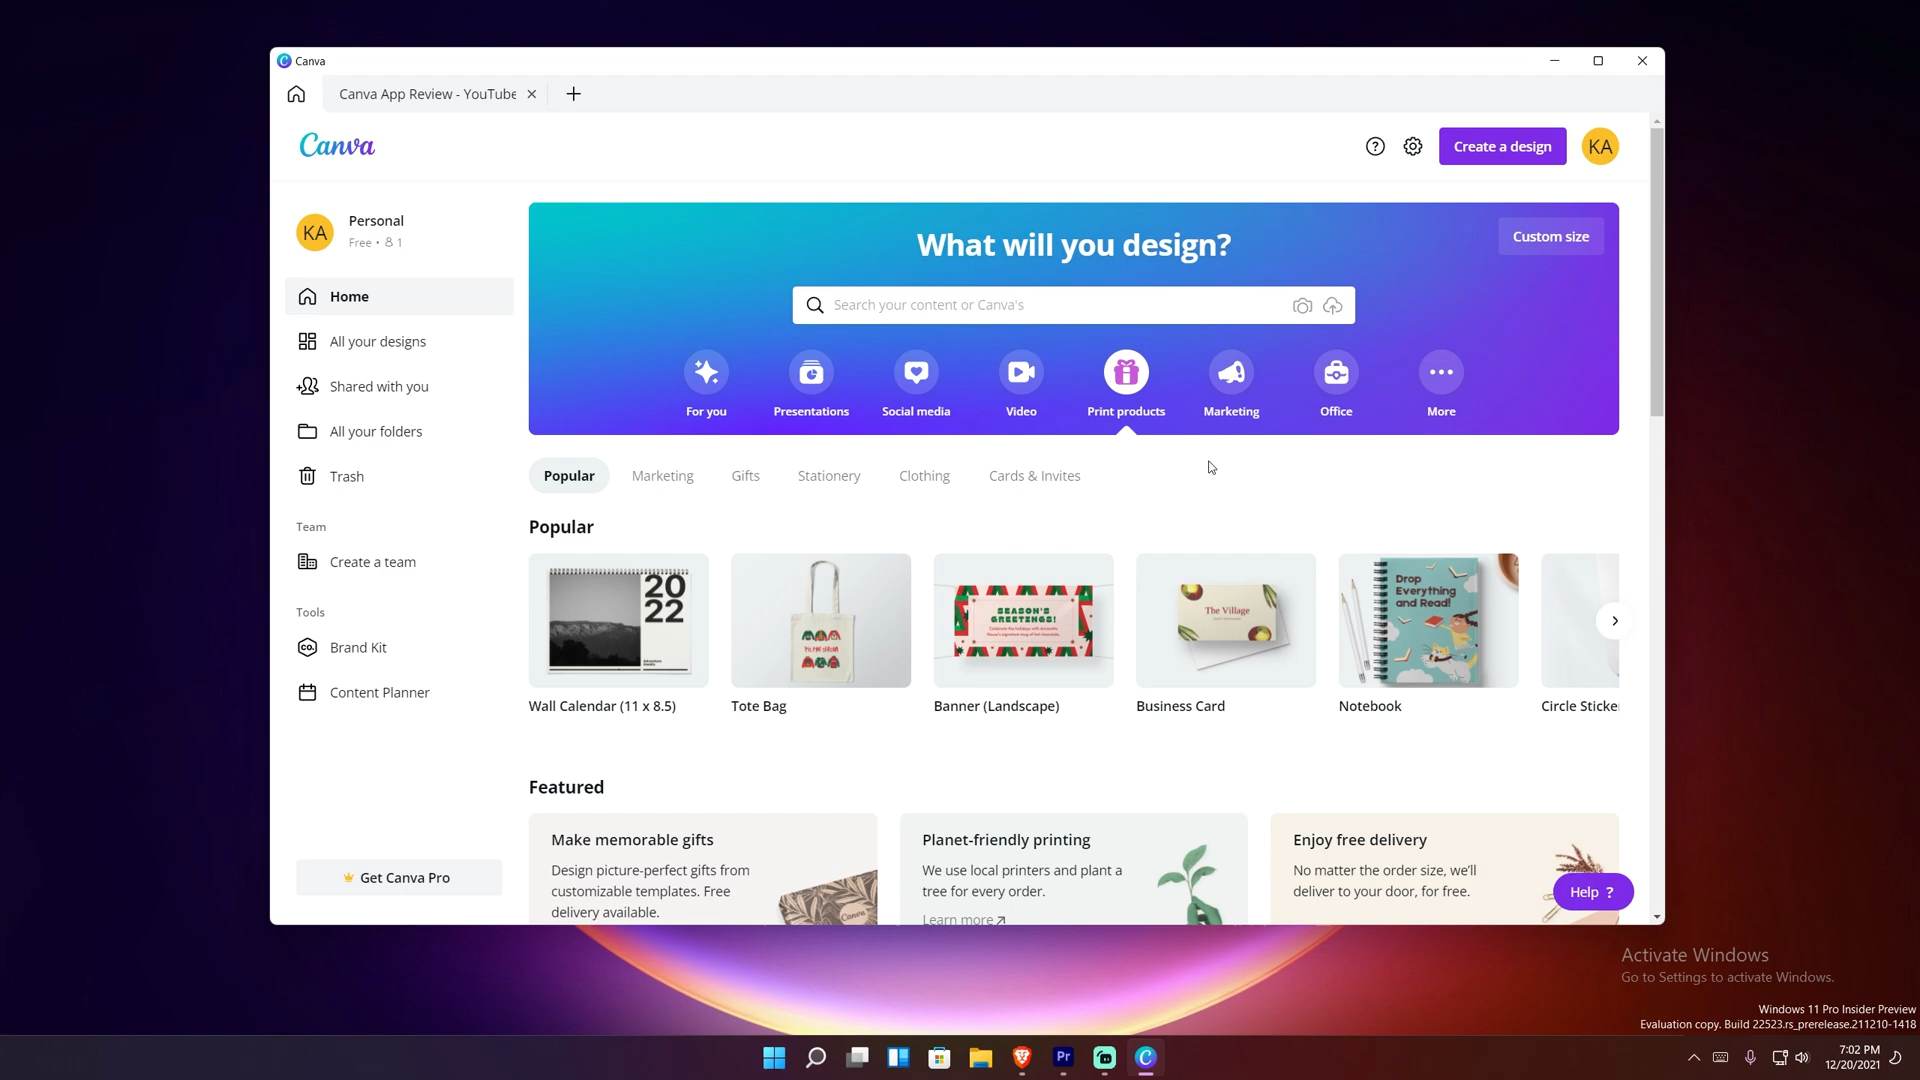 Canva
Canva App Review - YouTube
Canva
Create a design
KA
KA
Personal
Free • 1
Home
All your designs
Shared with you
All your folders
Trash
Team
Create a team
Tools
Brand Kit
Content Planner
Get Canva Pro
What will you design?
Custom size
Search your content or Canva's
For you
Presentations
Social media
Video
Print products
Marketing
Office
More
Popular
Marketing
Gifts
Stationery
Clothing
Cards & Invites
Popular
20
22
SEASON'S
GREETINGS!
The Village
Drop
Everything
and Read!
Wall Calendar (11 x 8.5)
Tote Bag
Banner (Landscape)
Business Card
Notebook
Circle Sticke
Featured
Make memorable gifts
Design picture-perfect gifts from
customizable templates. Free
delivery available.
Canva
Planet-friendly printing
We use local printers and plant a
tree for every order.
Learn more
Enjoy free delivery
No matter the order size, we'll
deliver to your door, for free.
Help ?
Activate Windows
Go to Settings to activate Windows.
Windows 11 Pro Insider Preview
Evaluation copy. Build 22523.rs_prerelease.211210-1418
Pr
7:02 PM
12/20/2021